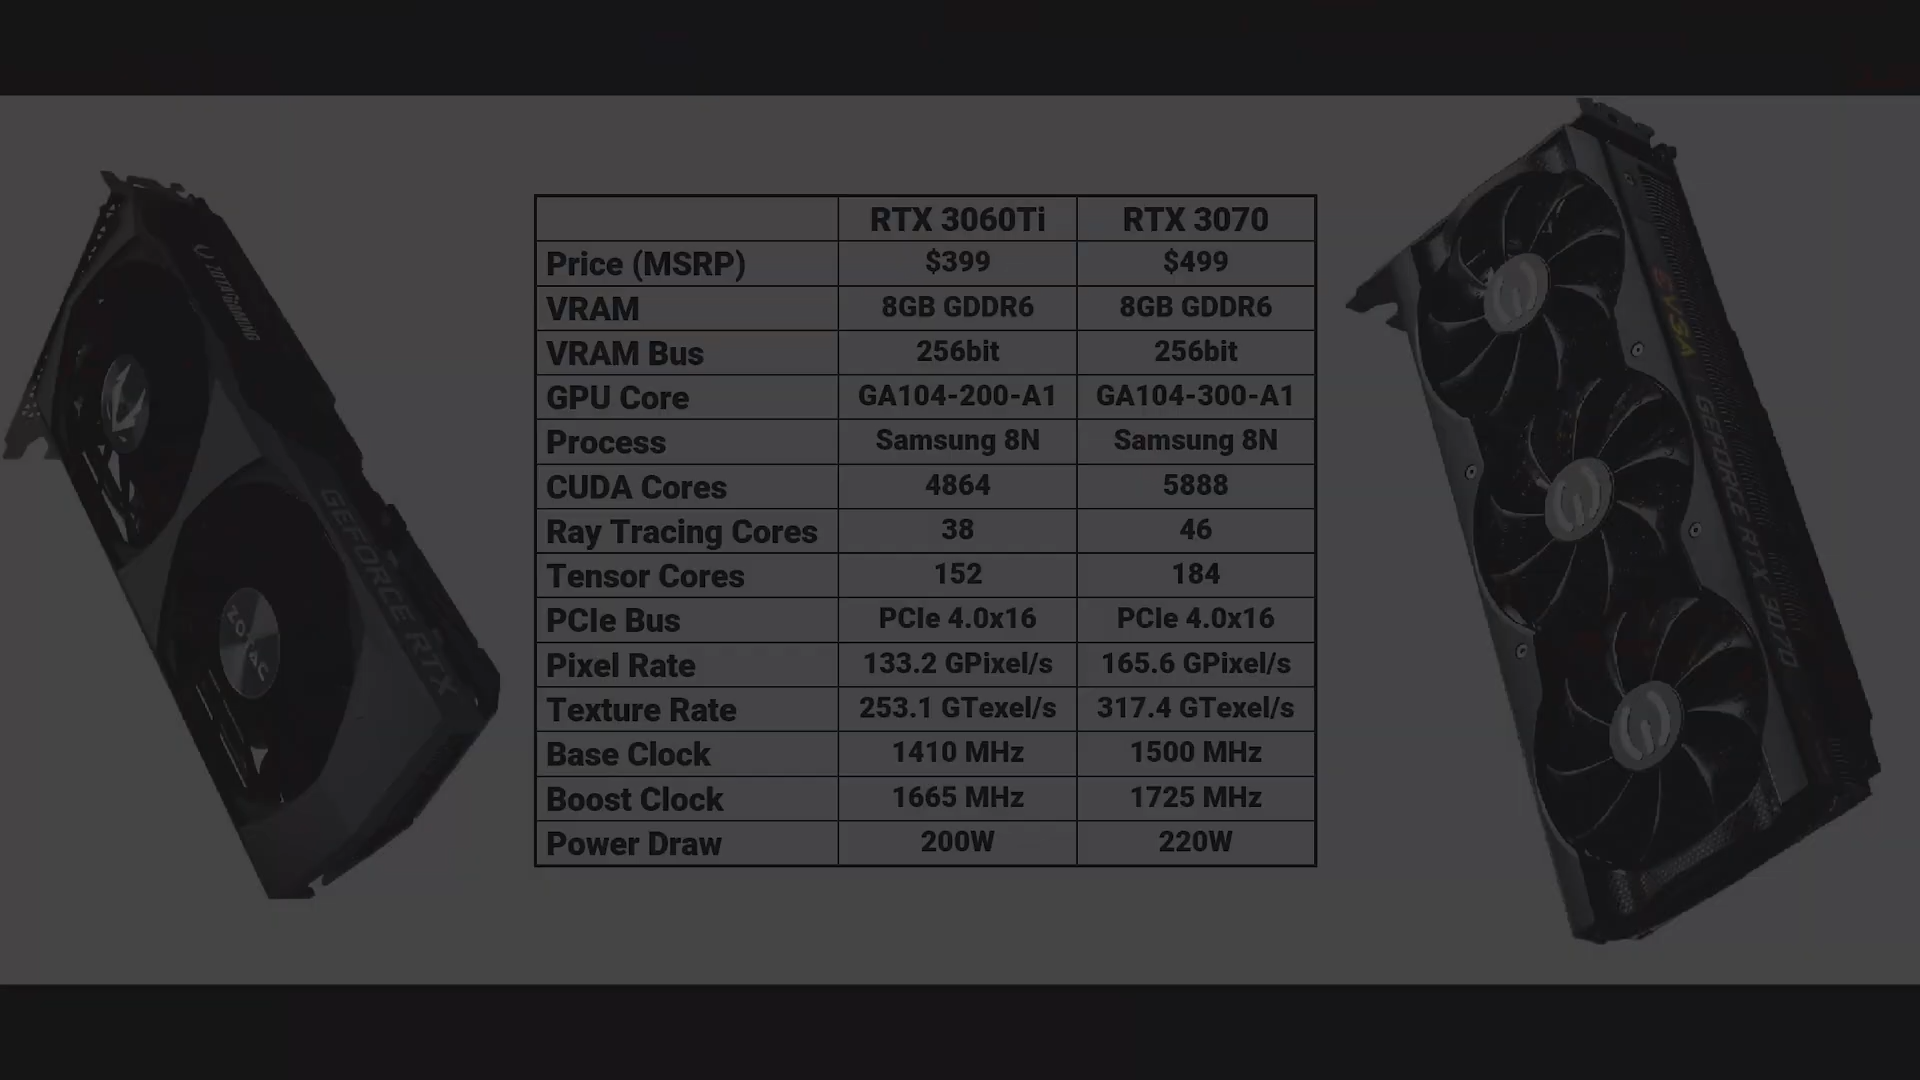 RTX 3060Ti RTX 3070
Price (MSRP) $399 $499
VRAM 8GB GDDR6 8GB GDDR6
VRAM Bus 256bit 256bit
GPU Core GA104-200-A1 GA104-300-A1
Process Samsung 8N Samsung 8N
CUDA Cores 4864 5888
Ray Tracing Cores 38 46
Tensor Cores 152 184
PCIe Bus PCIe 4.0x16 PCIe 4.0x16
Pixel Rate 133.2 GPixel/s 165.6 GPixel/s
Texture Rate 253.1 GTexel/s 317.4 GTexel/s
Base Clock 1410 MHz 1500 MHz
Boost Clock 1665 MHz 1725 MHz
Power Draw 200W 220W
ZOTAC GAMING
GEFORCE RTX
ZOTAC
EVGA
GEFORCE RTX 3070